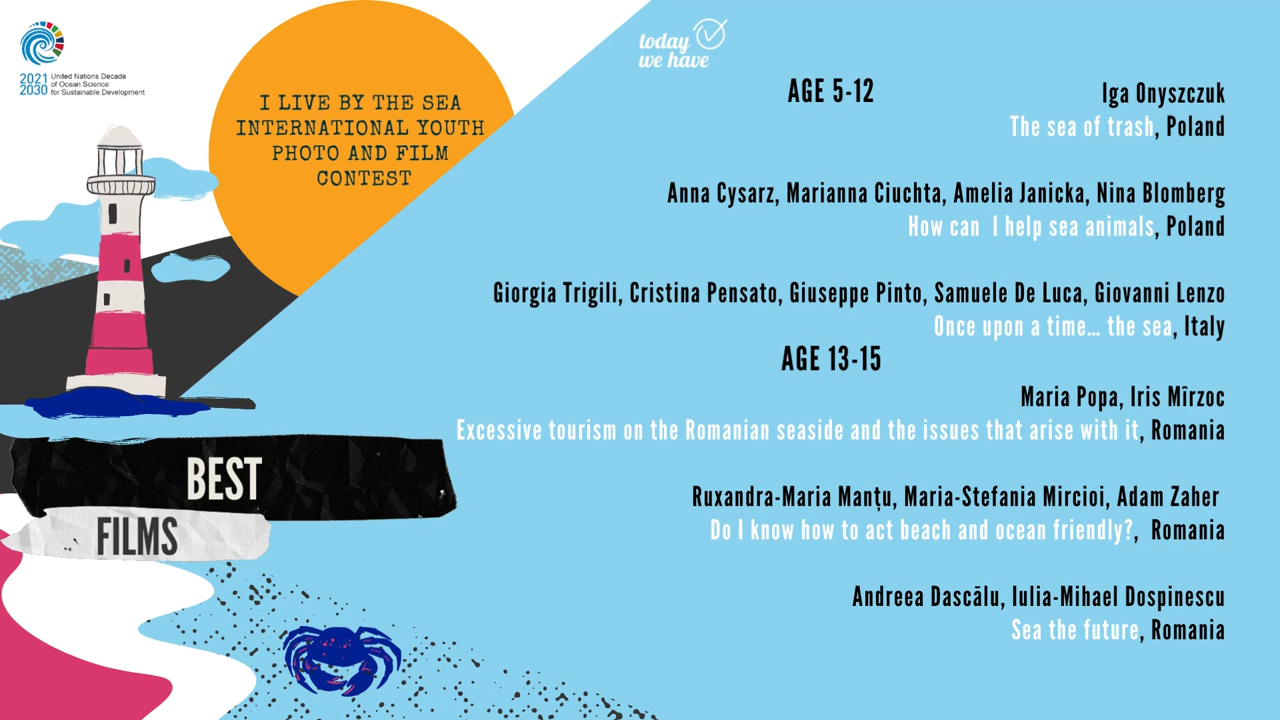 2021
2030
United Nations Decade
of Ocean Science
for Sustainable Development
I LIVE BY THE SEA
INTERNATIONAL YOUTH
PHOTO AND FILM
CONTEST
today
we have
BEST
FILMS
AGE 5-12
Iga Onyszczuk
The sea of trash, Poland
Anna Cysarz, Marianna Ciuchta, Amelia Janicka, Nina Blomberg
How can I help sea animals, Poland
Giorgia Trigili, Cristina Pensato, Giuseppe Pinto, Samuele De Luca, Giovanni Lenzo
Once upon a time... the sea, Italy
AGE 13-15
Maria Popa, Iris Mîrzoc
Excessive tourism on the Romanian seaside and the issues that arise with it, Romania
Ruxandra-Maria Manțu, Maria-Stefania Mircioi, Adam Zaher
Do I know how to act beach and ocean friendly?, Romania
Andreea Dascălu, Iulia-Mihael Dospinescu
Sea the future, Romania